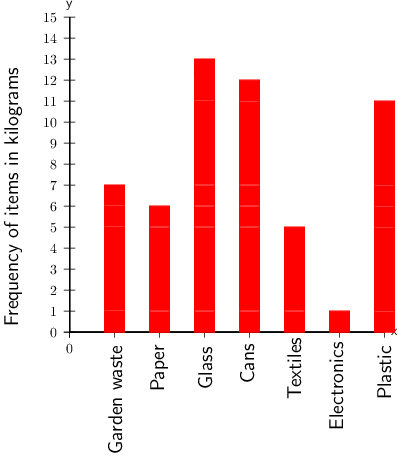 y
15
14
13
12
11
10
9
8
7
6
5
4
3
2
1
0
Frequency of items in kilograms
0
x
Garden waste
Paper
Glass
Cans
Textiles
Electronics
Plastic